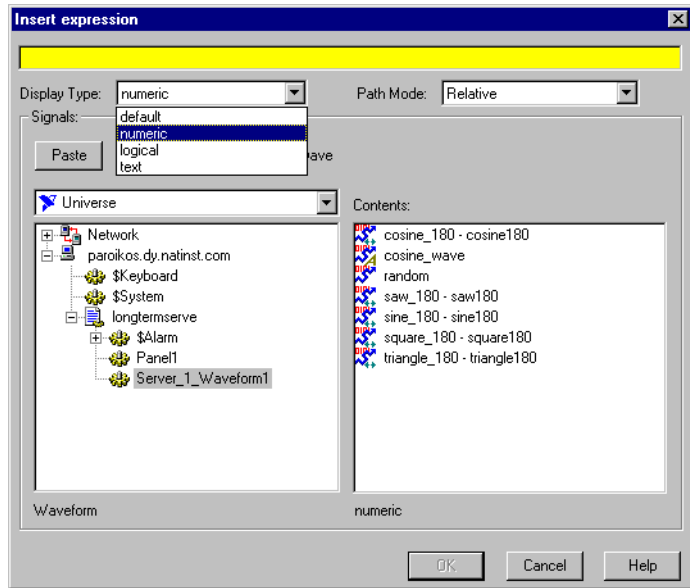 Insert expression
Display Type: numeric Path Mode: Relative
default
numeric
logical
text
Signals:
Paste
Universe
Contents:
Network
paroikos.dy.natinst.com
$Keyboard
$System
longtermserve
$Alarm
Panel1
Server_1_Waveform1
cosine_180 - cosine180
cosine_wave
random
saw_180 - saw180
sine_180 - sine180
square_180 - square180
triangle_180 - triangle180
Waveform
numeric
OK Cancel Help